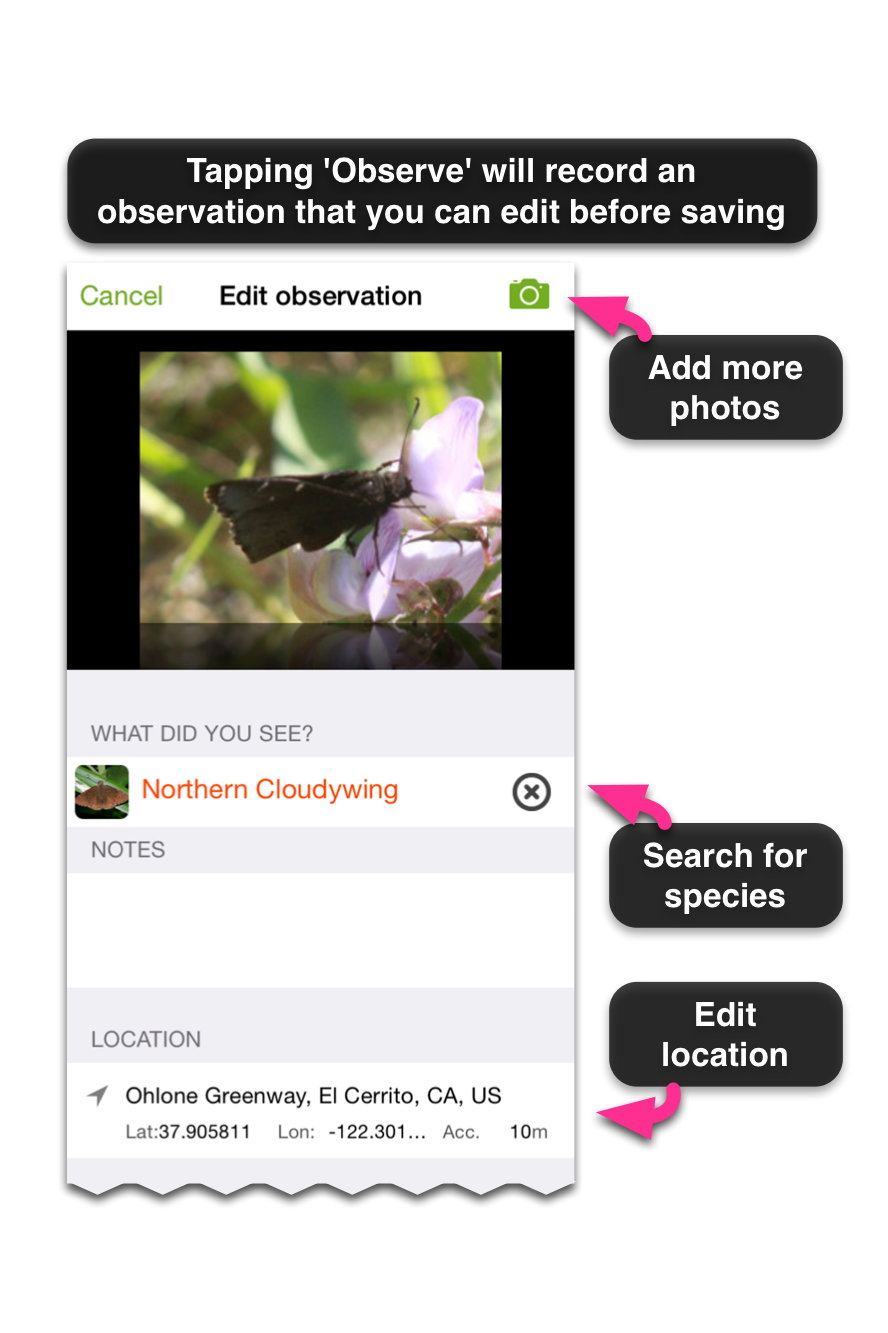 Tapping 'Observe' will record an
observation that you can edit before saving
Cancel
Edit observation
Add more
photos
WHAT DID YOU SEE?
Northern Cloudywing
Search for
species
NOTES
Edit
location
LOCATION
Ohlone Greenway, El Cerrito, CA, US
Lat:37.905811 Lon: -122.301... Acc. 10m